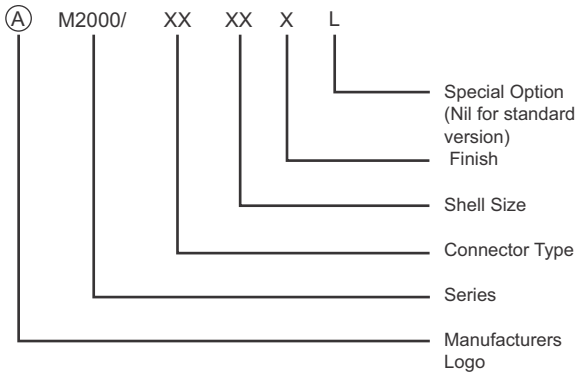 Ⓐ M2000/ XX XX X L
Special Option
(Nil for standard
version)
Finish
Shell Size
Connector Type
Series
Manufacturers
Logo